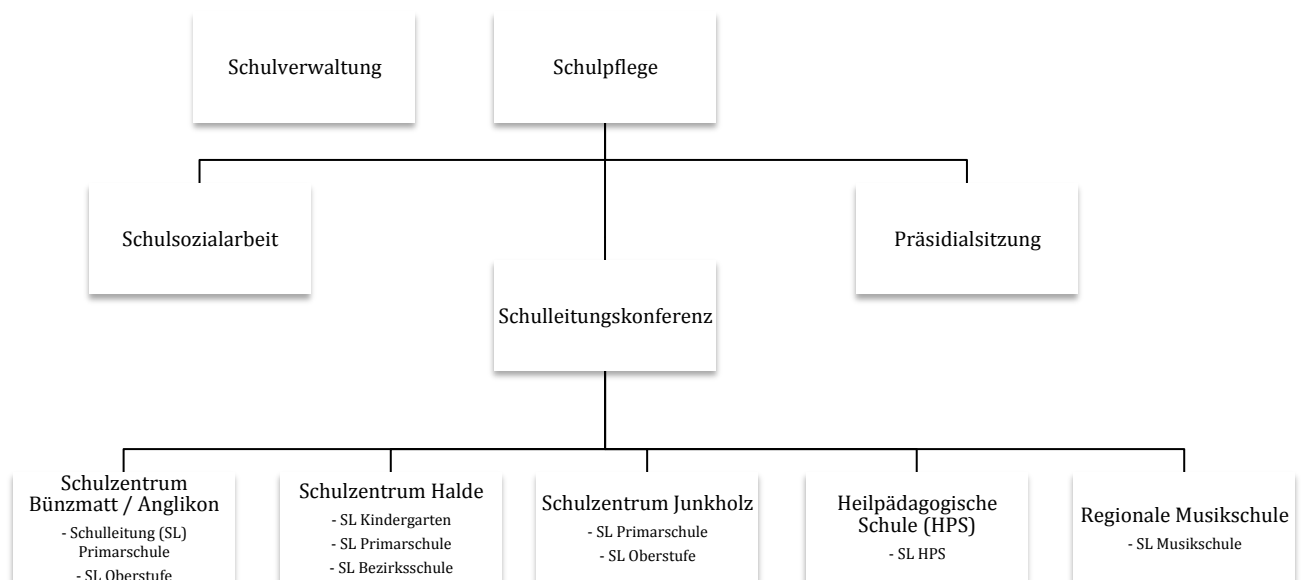 Schulverwaltung
Schulpflege
Schulsozialarbeit
Präsidialsitzung
Schulleitungskonferenz
Schulzentrum
Bünzmatt / Anglikon
- Schulleitung (SL)
Primarschule
- SL Oberstufe
Schulzentrum Halde
- SL Kindergarten
- SL Primarschule
- SL Bezirksschule
Schulzentrum Junkholz
- SL Primarschule
- SL Oberstufe
Heilpädagogische
Schule (HPS)
- SL HPS
Regionale Musikschule
- SL Musikschule